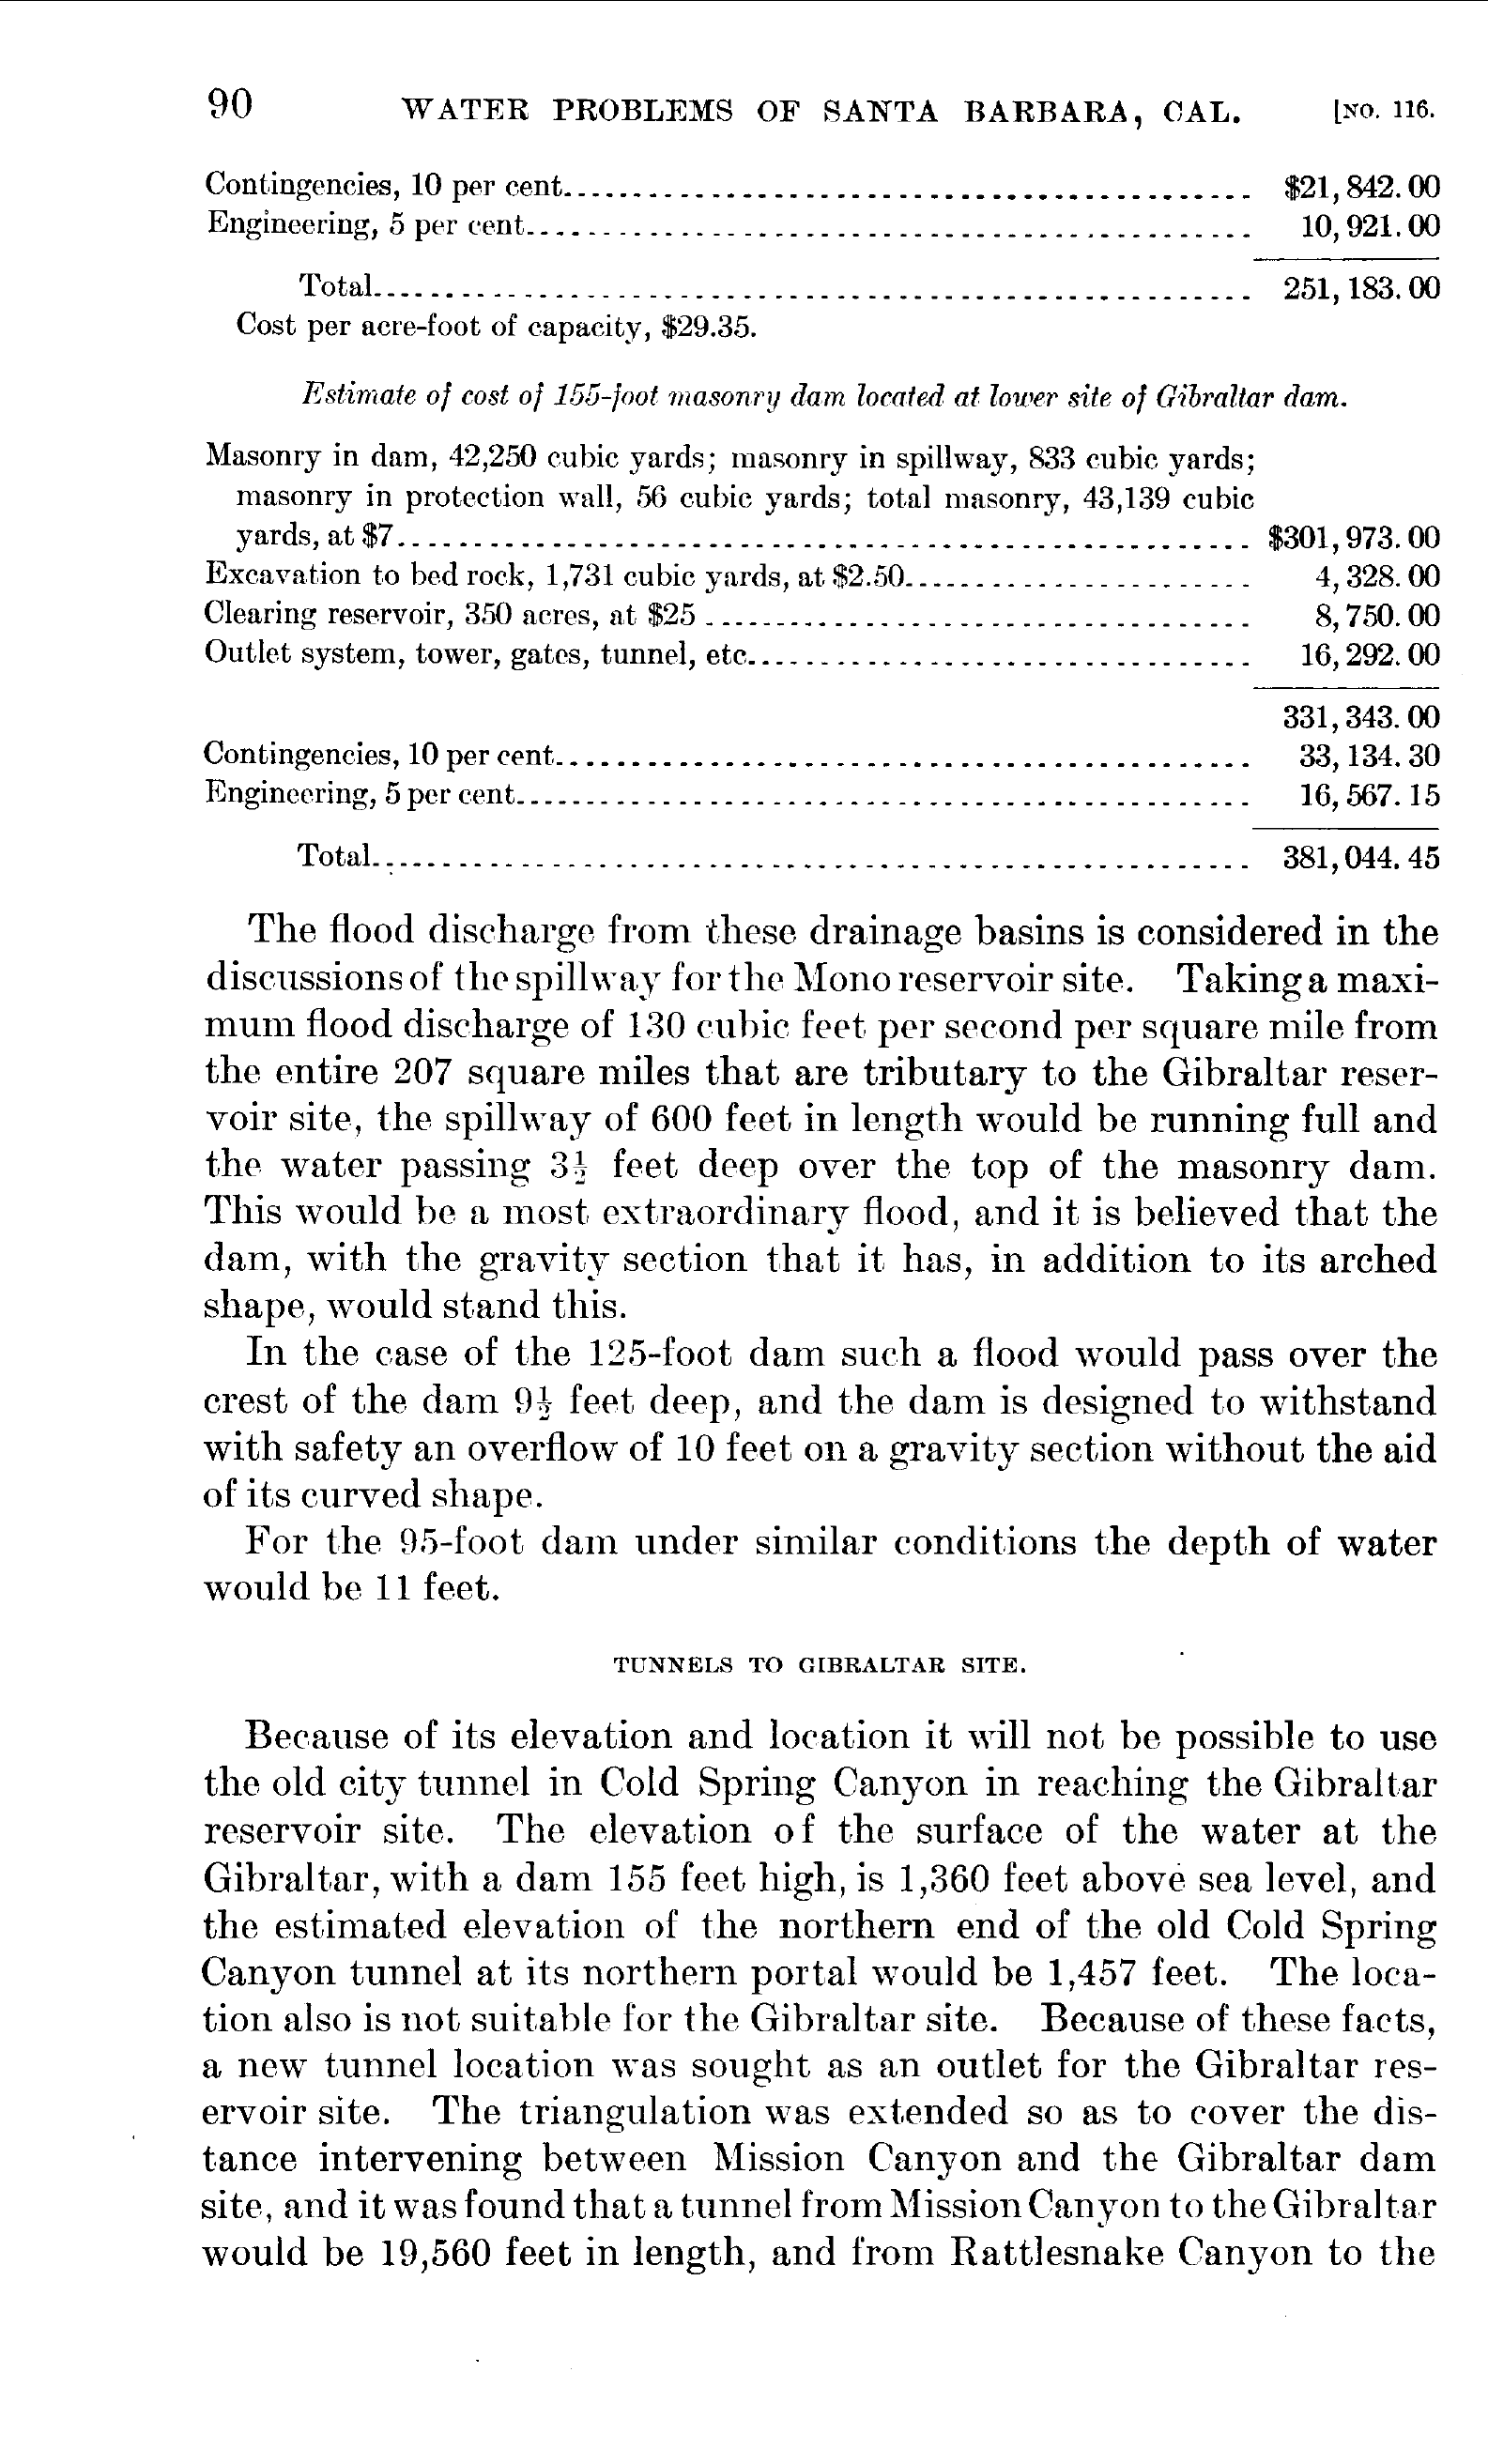 90 WATER PROBLEMS OF SANTA BARBARA, CAL. [NO. 116.
Contingencies, 10 per cent. $21,842.00
Engineering, 5 per cent. 10,921.00
Total. 251,183.00
Cost per acre-foot of capacity, $29.35.
Estimate of cost of 155-foot masonry dam located at lower site of Gibraltar dam.
Masonry in dam, 42,250 cubic yards; masonry in spillway, 833 cubic yards;
masonry in protection wall, 56 cubic yards; total masonry, 43,139 cubic
yards, at $7. $301,973.00
Excavation to bed rock, 1,731 cubic yards, at $2.50. 4,328.00
Clearing reservoir, 350 acres, at $25 8,750.00
Outlet system, tower, gates, tunnel, etc. 16,292.00
331,343.00
Contingencies, 10 per cent. 33,134.30
Engineering, 5 per cent. 16,567.15
Total. 381,044.45
The flood discharge from these drainage basins is considered in the
discussions of the spillway for the Mono reservoir site. Taking a maxi-
mum flood discharge of 130 cubic feet per second per square mile from
the entire 207 square miles that are tributary to the Gibraltar reser-
voir site, the spillway of 600 feet in length would be running full and
the water passing 3½ feet deep over the top of the masonry dam.
This would be a most extraordinary flood, and it is believed that the
dam, with the gravity section that it has, in addition to its arched
shape, would stand this.
In the case of the 125-foot dam such a flood would pass over the
crest of the dam 9½ feet deep, and the dam is designed to withstand
with safety an overflow of 10 feet on a gravity section without the aid
of its curved shape.
For the 95-foot dam under similar conditions the depth of water
would be 11 feet.
TUNNELS TO GIBRALTAR SITE.
Because of its elevation and location it will not be possible to use
the old city tunnel in Cold Spring Canyon in reaching the Gibraltar
reservoir site. The elevation of the surface of the water at the
Gibraltar, with a dam 155 feet high, is 1,360 feet above sea level, and
the estimated elevation of the northern end of the old Cold Spring
Canyon tunnel at its northern portal would be 1,457 feet. The loca-
tion also is not suitable for the Gibraltar site. Because of these facts,
a new tunnel location was sought as an outlet for the Gibraltar res-
ervoir site. The triangulation was extended so as to cover the dis-
tance intervening between Mission Canyon and the Gibraltar dam
site, and it was found that a tunnel from Mission Canyon to the Gibraltar
would be 19,560 feet in length, and from Rattlesnake Canyon to the